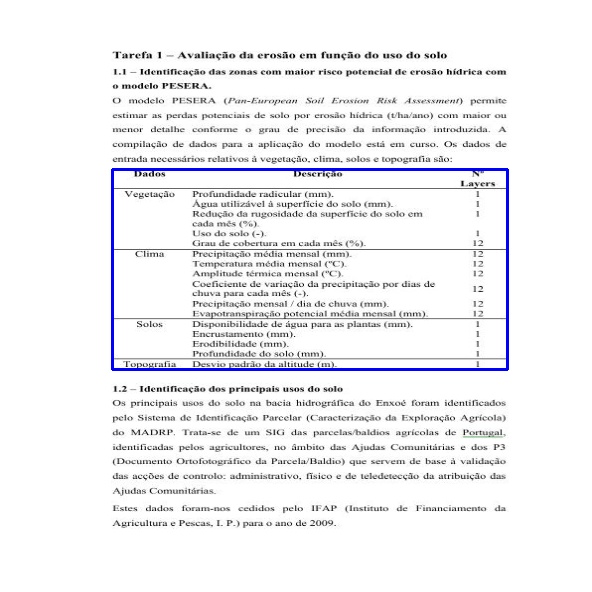 Tarefa 1 – Avaliação da erosão em função do uso do solo
1.1 – Identificação das zonas com maior risco potencial de erosão hídrica com
o modelo PESERA.
O modelo PESERA (Pan-European Soil Erosion Risk Assessment) permite
estimar as perdas potenciais de solo por erosão hídrica (t/ha/ano) com maior ou
menor detalhe conforme o grau de precisão da informação introduzida. A
compilação de dados para a aplicação do modelo está em curso. Os dados de
entrada necessários relativos à vegetação, clima, solos e topografia são:
Dados Descrição Nº
Layers
Vegetação Profundidade radicular (mm). 1
Água utilizável à superfície do solo (mm). 1
Redução da rugosidade da superfície do solo em 1
cada mês (%).
Uso do solo (-). 1
Grau de cobertura em cada mês (%). 12
Clima Precipitação média mensal (mm). 12
Temperatura média mensal (ºC). 12
Amplitude térmica mensal (ºC). 12
Coeficiente de variação da precipitação por dias de
chuva para cada mês (-). 12
Precipitação mensal / dia de chuva (mm). 12
Evapotranspiração potencial média mensal (mm). 12
Solos Disponibilidade de água para as plantas (mm). 1
Encrustamento (mm). 1
Erodibilidade (mm). 1
Profundidade do solo (mm). 1
Topografia Desvio padrão da altitude (m). 1
1.2 – Identificação dos principais usos do solo
Os principais usos do solo na bacia hidrográfica do Enxoé foram identificados
pelo Sistema de Identificação Parcelar (Caracterização da Exploração Agrícola)
do MADRP. Trata-se de um SIG das parcelas/baldios agrícolas de Portugal,
identificadas pelos agricultores, no âmbito das Ajudas Comunitárias e dos P3
(Documento Ortofotográfico da Parcela/Baldio) que servem de base à validação
das acções de controlo: administrativo, físico e de teledetecção da atribuição das
Ajudas Comunitárias.
Estes dados foram-nos cedidos pelo IFAP (Instituto de Financiamento da
Agricultura e Pescas, I. P.) para o ano de 2009.